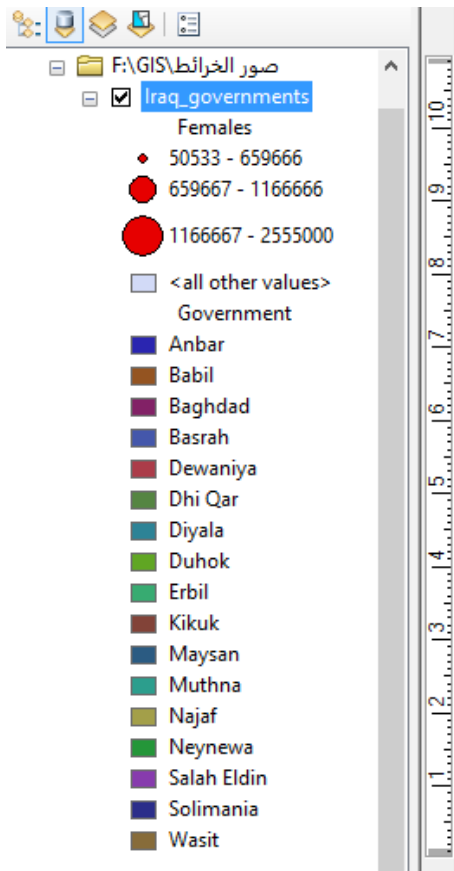 F:\GIS\صور الخرائط
Iraq_governments
Females
50533 - 659666
659667 - 1166666
1166667 - 2555000
<all other values>
Government
Anbar
Babil
Baghdad
Basrah
Dewaniya
Dhi Qar
Diyala
Duhok
Erbil
Kikuk
Maysan
Muthna
Najaf
Neynewa
Salah Eldin
Solimania
Wasit
10
9
8
7
6
5
4
3
2
1